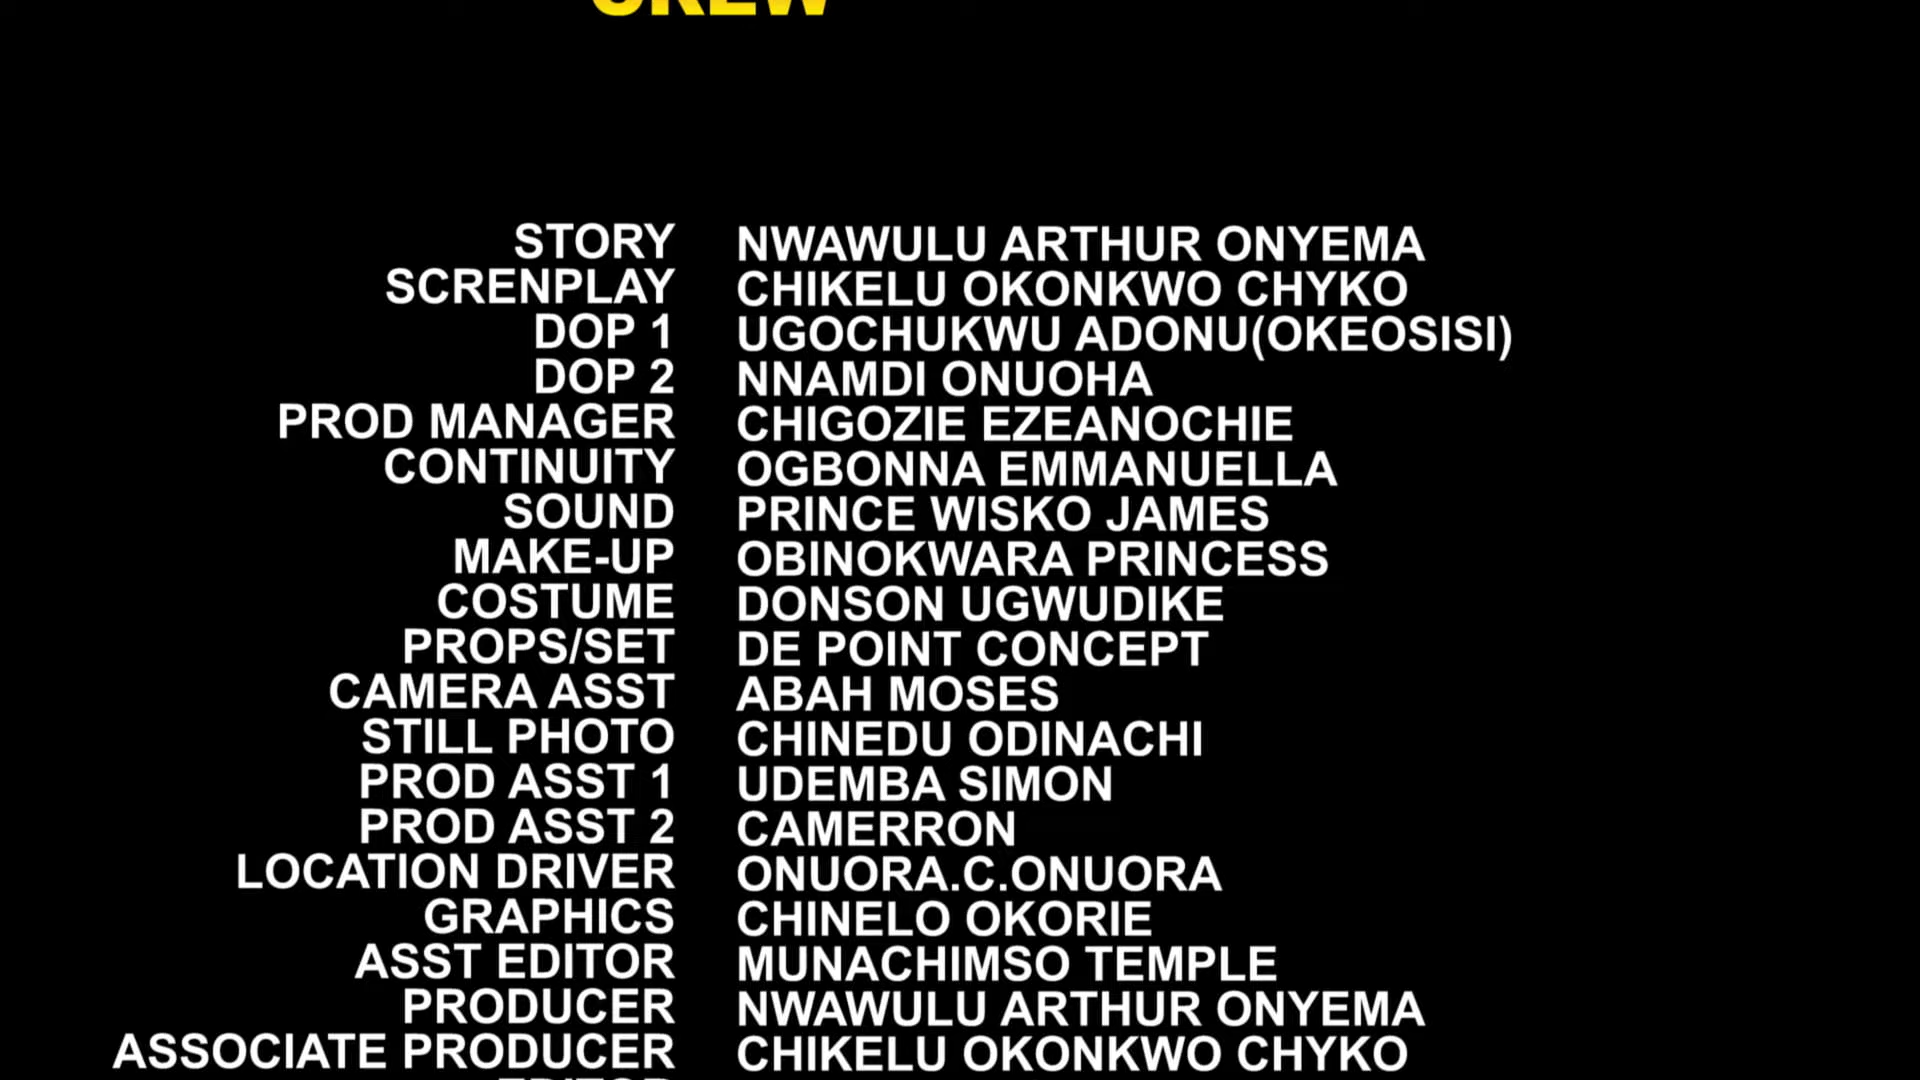 CREW
STORY NWAWULU ARTHUR ONYEMA
SCRENPLAY CHIKELU OKONKWO CHYKO
DOP 1 UGOCHUKWU ADONU(OKEOSISI)
DOP 2 NNAMDI ONUOHA
PROD MANAGER CHIGOZIE EZEANOCHIE
CONTINUITY OGBONNA EMMANUELLA
SOUND PRINCE WISKO JAMES
MAKE-UP OBINOKWARA PRINCESS
COSTUME DONSON UGWUDIKE
PROPS/SET DE POINT CONCEPT
CAMERA ASST ABAH MOSES
STILL PHOTO CHINEDU ODINACHI
PROD ASST 1 UDEMBA SIMON
PROD ASST 2 CAMERRON
LOCATION DRIVER ONUORA.C.ONUORA
GRAPHICS CHINELO OKORIE
ASST EDITOR MUNACHIMSO TEMPLE
PRODUCER NWAWULU ARTHUR ONYEMA
ASSOCIATE PRODUCER CHIKELU OKONKWO CHYKO
EDITOR